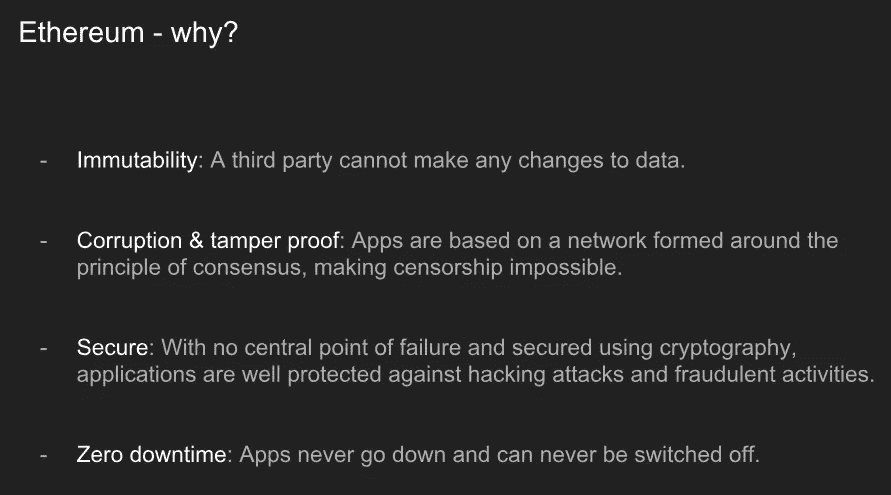 Ethereum - why?
- Immutability: A third party cannot make any changes to data.
- Corruption & tamper proof: Apps are based on a network formed around the
principle of consensus, making censorship impossible.
- Secure: With no central point of failure and secured using cryptography,
applications are well protected against hacking attacks and fraudulent activities.
- Zero downtime: Apps never go down and can never be switched off.